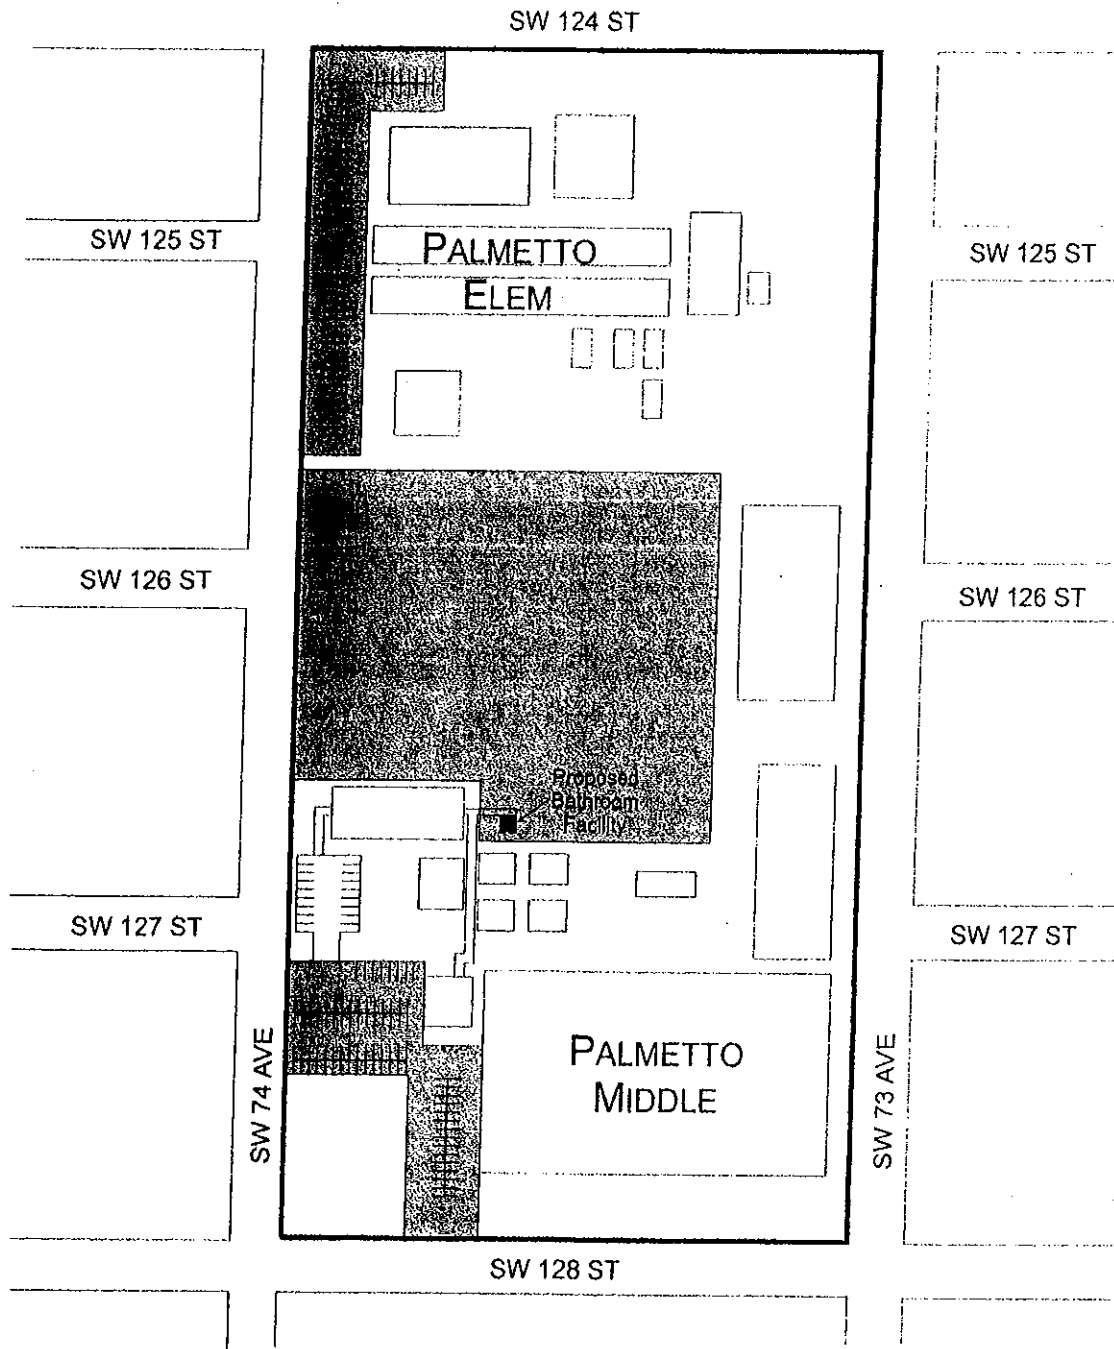 SW 124 ST
SW 125 ST
PALMETTO
ELEM
SW 125 ST
SW 126 ST
SW 126 ST
Proposed
Bathroom
Facility
SW 127 ST
SW 127 ST
SW 74 AVE
PALMETTO
MIDDLE
SW 73 AVE
SW 128 ST